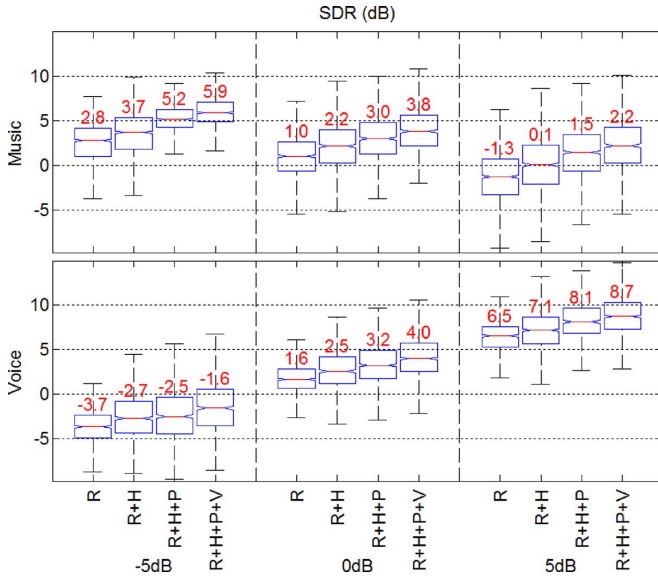 SDR (dB)
Music
10
5
0
-5
2.8 3.7 5.2 5.9
1.0 2.2 3.0 3.8
-1.3 0.1 1.5 2.2
Voice
10
5
0
-5
-3.7 -2.7 -2.5 -1.6
1.6 2.5 3.2 4.0
6.5 7.1 8.1 8.7
R R+H R+H+P R+H+P+V R R+H R+H+P R+H+P+V R R+H R+H+P R+H+P+V
-5dB 0dB 5dB